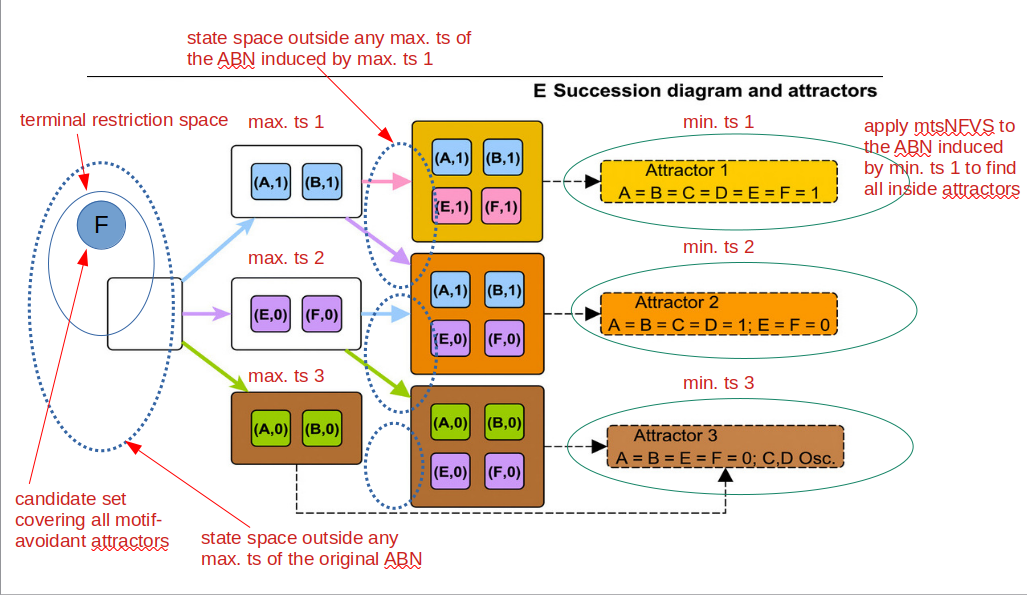 state space outside any max. ts of
the ABN induced by max. ts 1
E Succession diagram and attractors
terminal restriction space
max. ts 1
min. ts 1
apply mtsNFVS to
the ABN induced
by min. ts 1 to find
all inside attractors
(A,1) (B,1)
(A,1) (B,1)
(E,1) (F,1)
Attractor 1
A = B = C = D = E = F = 1
F
max. ts 2
min. ts 2
(E,0) (F,0)
(A,1) (B,1)
(E,0) (F,0)
Attractor 2
A = B = C = D = 1; E = F = 0
max. ts 3
min. ts 3
(A,0) (B,0)
(A,0) (B,0)
(E,0) (F,0)
Attractor 3
A = B = E = F = 0; C,D Osc.
candidate set
covering all motif-
avoidant attractors
state space outside any
max. ts of the original ABN